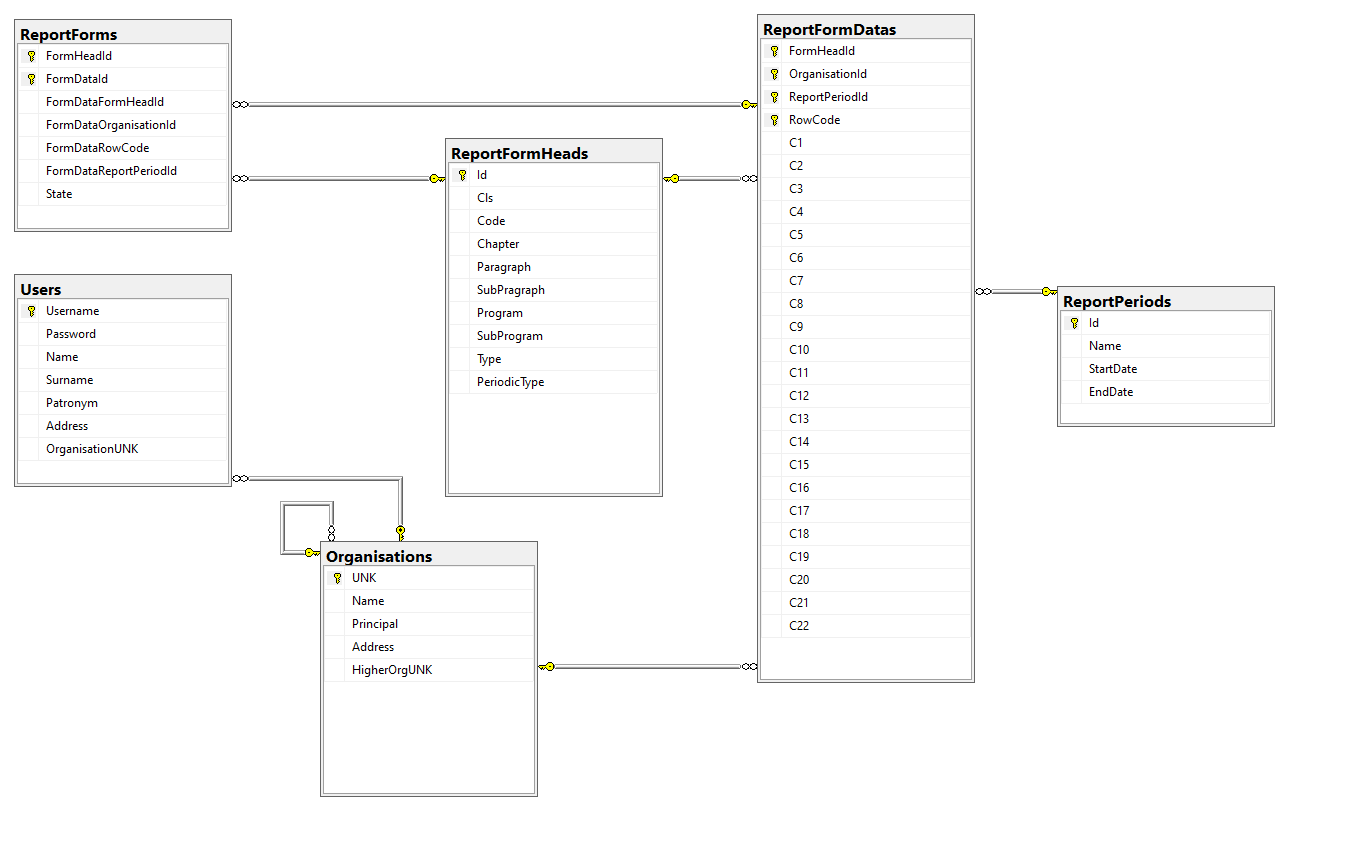 ReportForms
FormHeadId
FormDataId
FormDataFormHeadId
FormDataOrganisationId
FormDataRowCode
FormDataReportPeriodId
State
Users
Username
Password
Name
Surname
Patronym
Address
OrganisationUNK
ReportFormHeads
Id
Cls
Code
Chapter
Paragraph
SubPragraph
Program
SubProgram
Type
PeriodicType
Organisations
UNK
Name
Principal
Address
HigherOrgUNK
ReportFormDatas
FormHeadId
OrganisationId
ReportPeriodId
RowCode
C1
C2
C3
C4
C5
C6
C7
C8
C9
C10
C11
C12
C13
C14
C15
C16
C17
C18
C19
C20
C21
C22
ReportPeriods
Id
Name
StartDate
EndDate